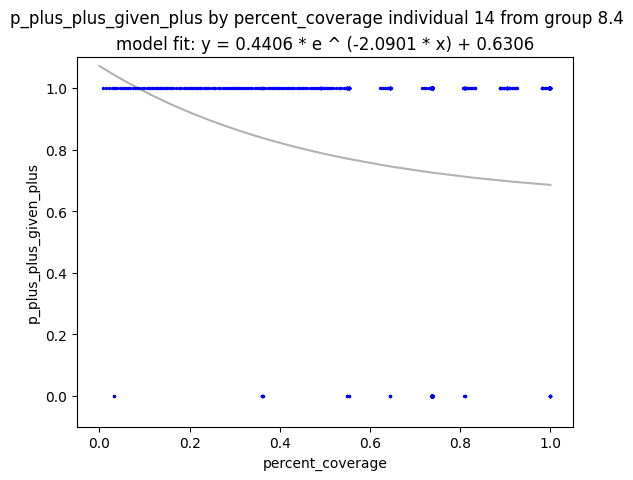 p_plus_plus_given_plus by percent_coverage individual 14 from group 8.4
model fit: y = 0.4406 * e ^ (-2.0901 * x) + 0.6306
1.0
0.8
0.6
0.4
0.2
0.0
p_plus_plus_given_plus
0.0 0.2 0.4 0.6 0.8 1.0
percent_coverage